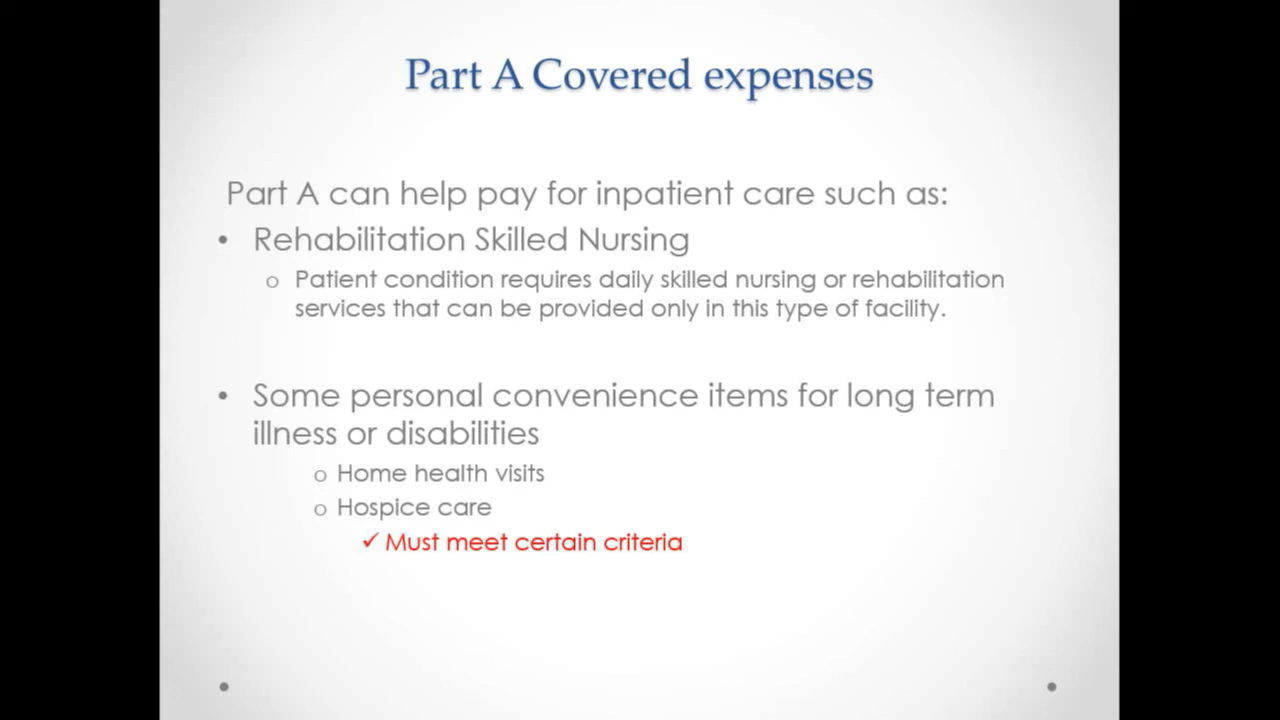 Part A Covered expenses
Part A can help pay for inpatient care such as:
• Rehabilitation Skilled Nursing
o Patient condition requires daily skilled nursing or rehabilitation
services that can be provided only in this type of facility.
• Some personal convenience items for long term
illness or disabilities
o Home health visits
o Hospice care
✓ Must meet certain criteria